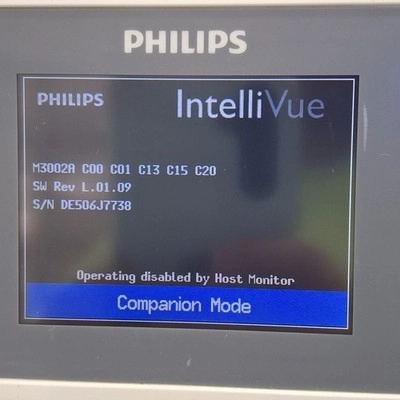 PHILIPS
PHILIPS IntelliVue
M3002A C00 C01 C13 C15 C20
SW Rev L.01.09
S/N DE506J7738
Operating disabled by Host Monitor
Companion Mode